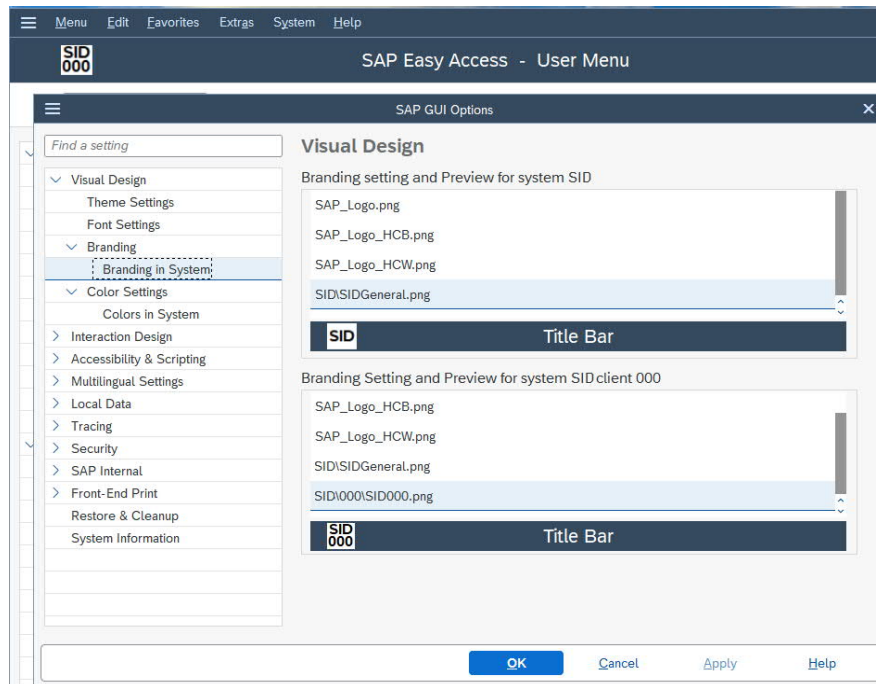 Menu Edit Favorites Extras System Help
SID
000
SAP Easy Access - User Menu
SAP GUI Options
Find a setting
Visual Design
Theme Settings
Font Settings
Branding
Branding in System
Color Settings
Colors in System
Interaction Design
Accessibility & Scripting
Multilingual Settings
Local Data
Tracing
Security
SAP Internal
Front-End Print
Restore & Cleanup
System Information
Visual Design
Branding setting and Preview for system SID
SAP_Logo.png
SAP_Logo_HCB.png
SAP_Logo_HCW.png
SID\SIDGeneral.png
SID Title Bar
Branding Setting and Preview for system SID client 000
SAP_Logo_HCB.png
SAP_Logo_HCW.png
SID\SIDGeneral.png
SID\000\SID000.png
SID
000
Title Bar
OK Cancel Apply Help